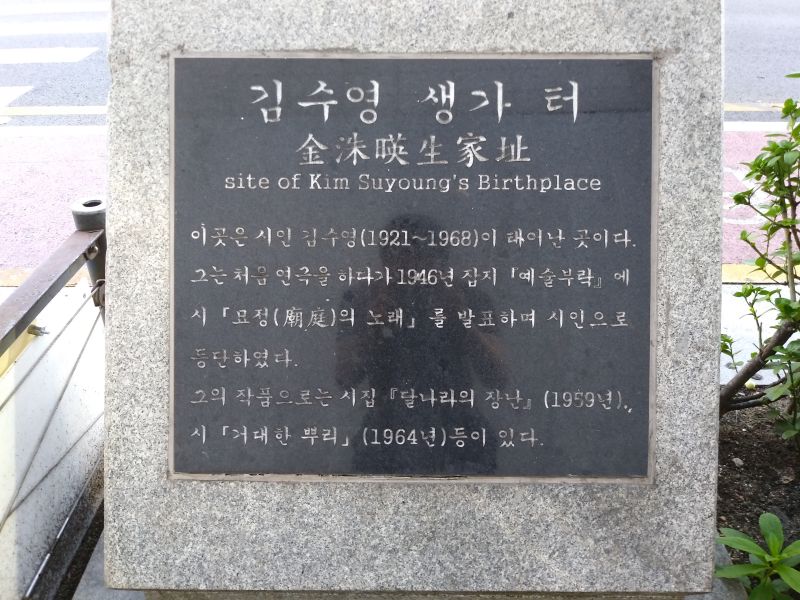 김수영 생가 터
金洙暎生家址
site of Kim Suyoung's Birthplace
이곳은 시인 김수영(1921~1968)이 태어난 곳이다.
그는 처음 연극을 하다가 1946년 잡지 『예술부락』에
시 「묘정(廟庭)의 노래」를 발표하며 시인으로
등단하였다.
그의 작품으로는 시집 『달나라의 장난』 (1959년),
시 「거대한 뿌리」 (1964년)등이 있다.